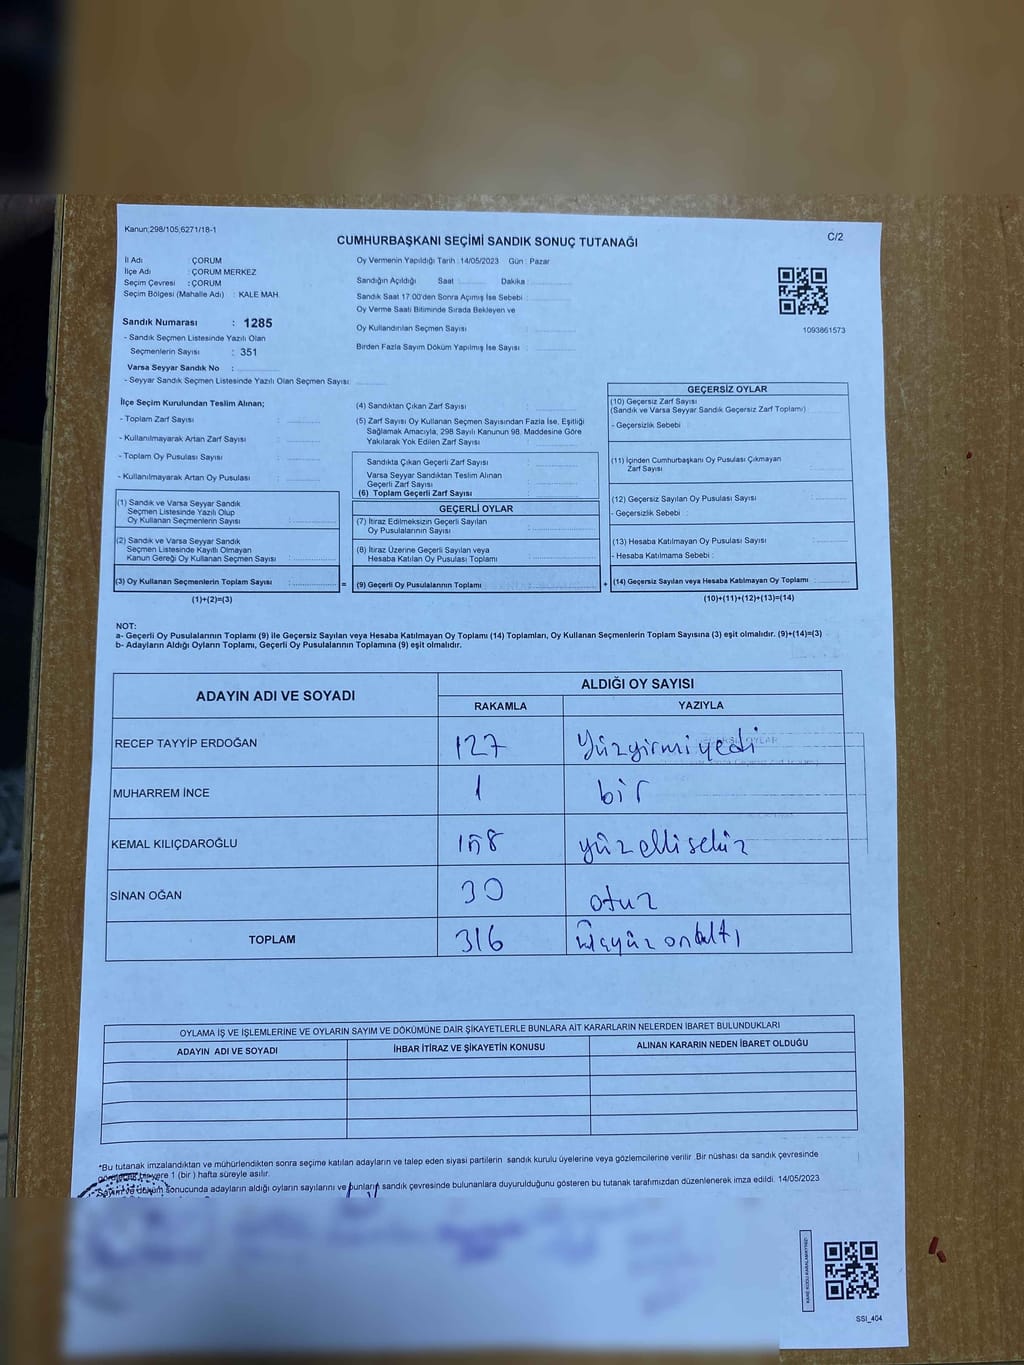 Kanun;298/105,6271/18-1
CUMHURBAŞKANI SEÇİMİ SANDIK SONUÇ TUTANAĞI
C/2
İl Adı : ÇORUM
İlçe Adı : ÇORUM MERKEZ
Seçim Çevresi : ÇORUM
Seçim Bölgesi (Mahalle Adı) : KALE MAH.
Sandık Numarası : 1285
- Sandık Seçmen Listesinde Yazılı Olan
Seçmenlerin Sayısı : 351
Varsa Seyyar Sandık No :
- Seyyar Sandık Seçmen Listesinde Yazılı Olan Seçmen Sayısı:
Oy Vermenin Yapıldığı Tarih : 14/05/2023 Gün : Pazar
Sandığın Açıldığı Saat Dakika
Sandık Saat 17:00'den Sonra Açımış İse Sebebi :
Oy Verme Saati Bitiminde Sırada Bekleyen ve
Oy Kullandırılan Seçmen Sayısı :
Birden Fazla Sayım Döküm Yapılmış İse Sayısı :
1093861573
İlçe Seçim Kurulundan Teslim Alınan;
- Toplam Zarf Sayısı :
- Kullanılmayarak Artan Zarf Sayısı :
- Toplam Oy Pusulası Sayısı :
- Kullanılmayarak Artan Oy Pusulası :
(1) Sandık ve Varsa Seyyar Sandık
Seçmen Listesinde Yazılı Olup
Oy Kullanan Seçmenlerin Sayısı :
(2) Sandık ve Varsa Seyyar Sandık
Seçmen Listesinde Kayıtlı Olmayan
Kanun Gereği Oy Kullanan Seçmen Sayısı :
(3) Oy Kullanan Seçmenlerin Toplam Sayısı : =
(1)+(2)=(3)
(4) Sandıktan Çıkan Zarf Sayısı :
(5) Zarf Sayısı Oy Kullanan Seçmen Sayısından Fazla İse, Eşitliği
Sağlamak Amacıyla, 298 Sayılı Kanunun 98. Maddesine Göre
Yakılarak Yok Edilen Zarf Sayısı :
Sandıkta Çıkan Geçerli Zarf Sayısı :
Varsa Seyyar Sandıktan Teslim Alınan
Geçerli Zarf Sayısı :
(6) Toplam Geçerli Zarf Sayısı :
GEÇERLİ OYLAR
(7) İtiraz Edilmeksizin Geçerli Sayılan
Oy Pusulalarının Sayısı :
(8) İtiraz Üzerine Geçerli Sayılan veya
Hesaba Katılan Oy Pusulası Toplamı :
(9) Geçerli Oy Pusulalarının Toplamı : +
GEÇERSİZ OYLAR
(10) Geçersiz Zarf Sayısı :
(Sandık ve Varsa Seyyar Sandık Geçersiz Zarf Toplamı)
- Geçersizlik Sebebi :
(11) İçinden Cumhurbaşkanı Oy Pusulası Çıkmayan
Zarf Sayısı :
(12) Geçersiz Sayılan Oy Pusulası Sayısı :
- Geçersizlik Sebebi :
(13) Hesaba Katılmayan Oy Pusulası Sayısı :
- Hesaba Katılmama Sebebi :
(14) Geçersiz Sayılan veya Hesaba Katılmayan Oy Toplamı :
(10)+(11)+(12)+(13)=(14)
NOT:
a- Geçerli Oy Pusulalarının Toplamı (9) ile Geçersiz Sayılan veya Hesaba Katılmayan Oy Toplamı (14) Toplamları, Oy Kullanan Seçmenlerin Toplam Sayısına (3) eşit olmalıdır. (9)+(14)=(3)
b- Adayların Aldığı Oyların Toplamı, Geçerli Oy Pusulalarının Toplamına (9) eşit olmalıdır.
ADAYIN ADI VE SOYADI ALDIĞI OY SAYISI
RAKAMLA YAZIYLA
RECEP TAYYİP ERDOĞAN 127 Yüzyirmiyedi
MUHARREM İNCE 1 bir
KEMAL KILIÇDAROĞLU 158 yüzellisekiz
SİNAN OĞAN 30 otuz
TOPLAM 316 üçyüzonaltı
OYLAMA İŞ VE İŞLEMLERİNE VE OYLARIN SAYIM VE DÖKÜMÜNE DAİR ŞİKAYETLERLE BUNLARA AİT KARARLARIN NELERDEN İBARET BULUNDUKLARI
ADAYIN ADI VE SOYADI İHBAR İTİRAZ VE ŞİKAYETİN KONUSU ALINAN KARARIN NEDEN İBARET OLDUĞU
*Bu tutanak imzalandıktan ve mühürlendikten sonra seçime katılan adayların ve talep eden siyasi partilerin sandık kurulu üyelerine veya gözlemcilerine verilir. Bir nüshası da sandık çevresinde
bir yere 1 (bir ) hafta süreyle asılır.
Sayım ve döküm sonucunda adayların aldığı oyların sayılarını ve bunların sandık çevresinde bulunanlara duyurulduğunu gösteren bu tutanak tarafımızdan düzenlenerek imza edildi. 14/05/2023
SSİ_404